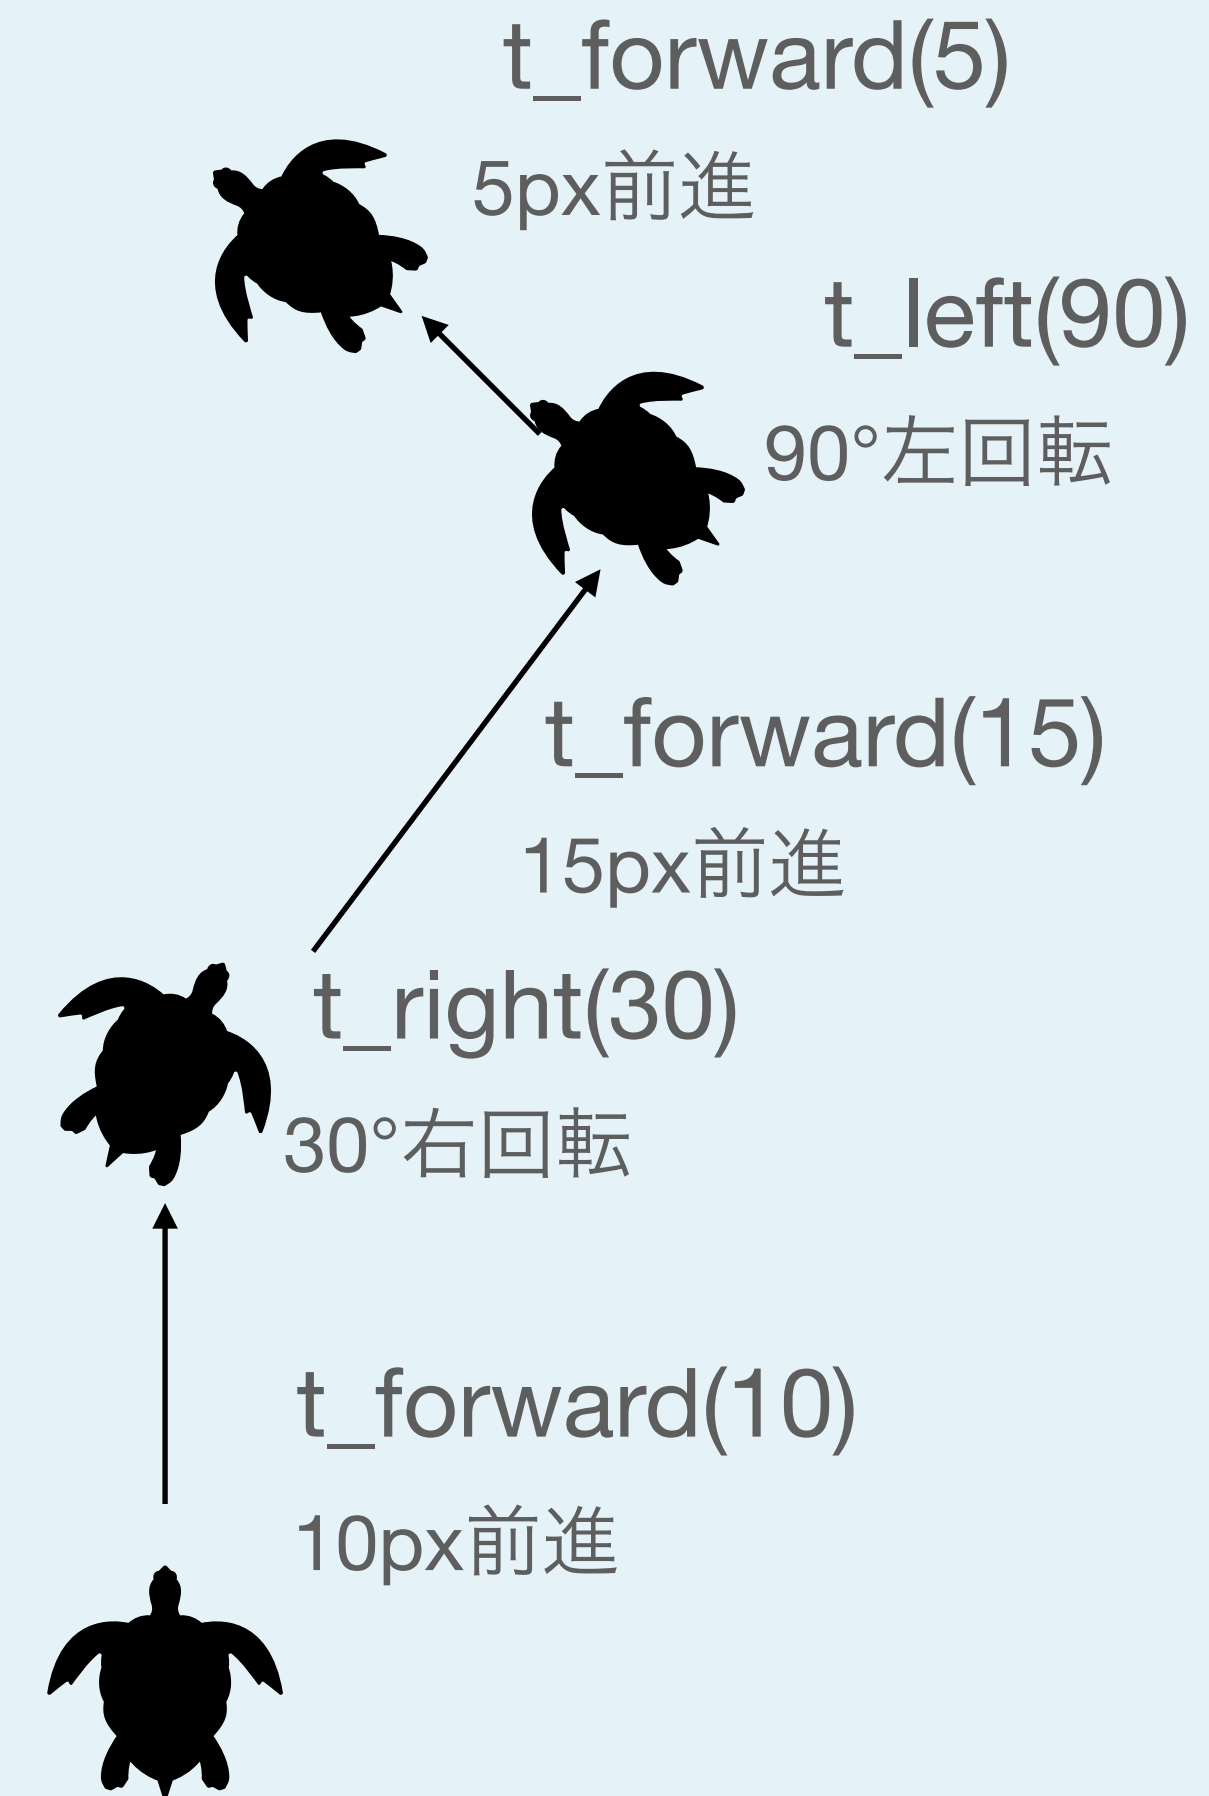 t_forward(5)
5px前進
t_left(90)
90°左回転
t_forward(15)
15px前進
t_right(30)
30°右回転
t_forward(10)
10px前進